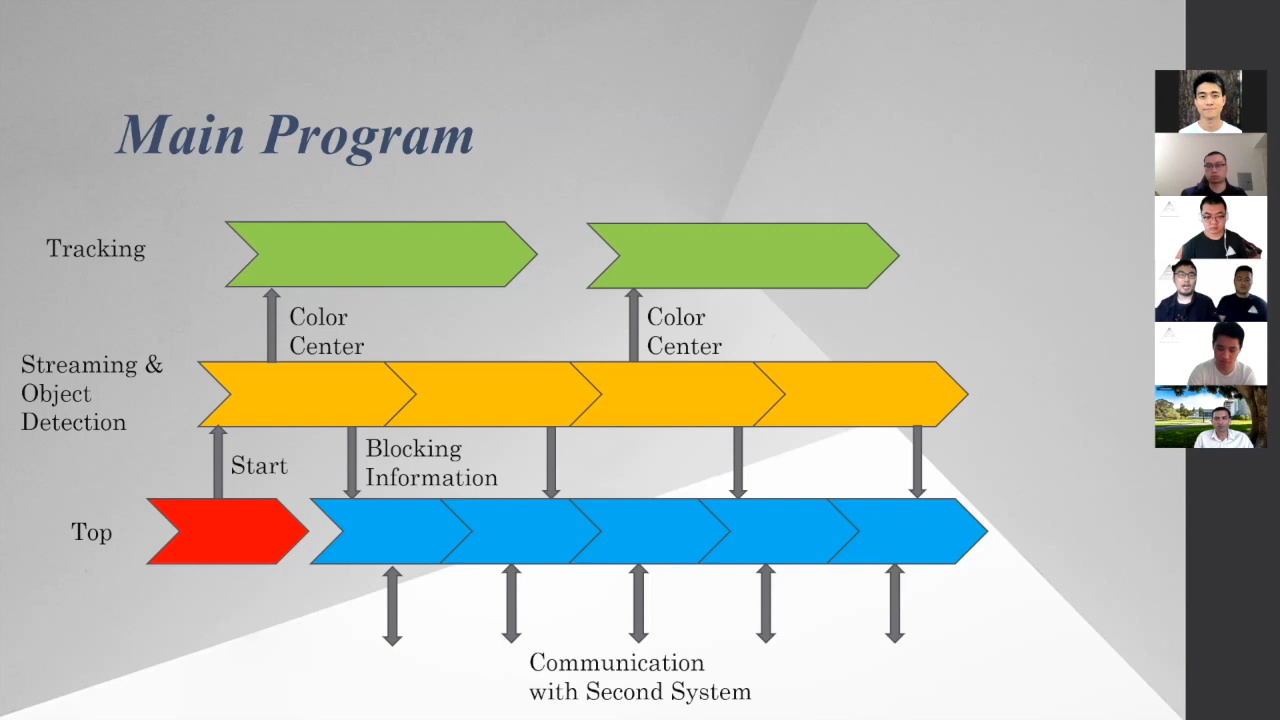 Main Program
Tracking
Color
Center
Color
Center
Streaming &
Object
Detection
Start
Blocking
Information
Top
Communication
with Second System